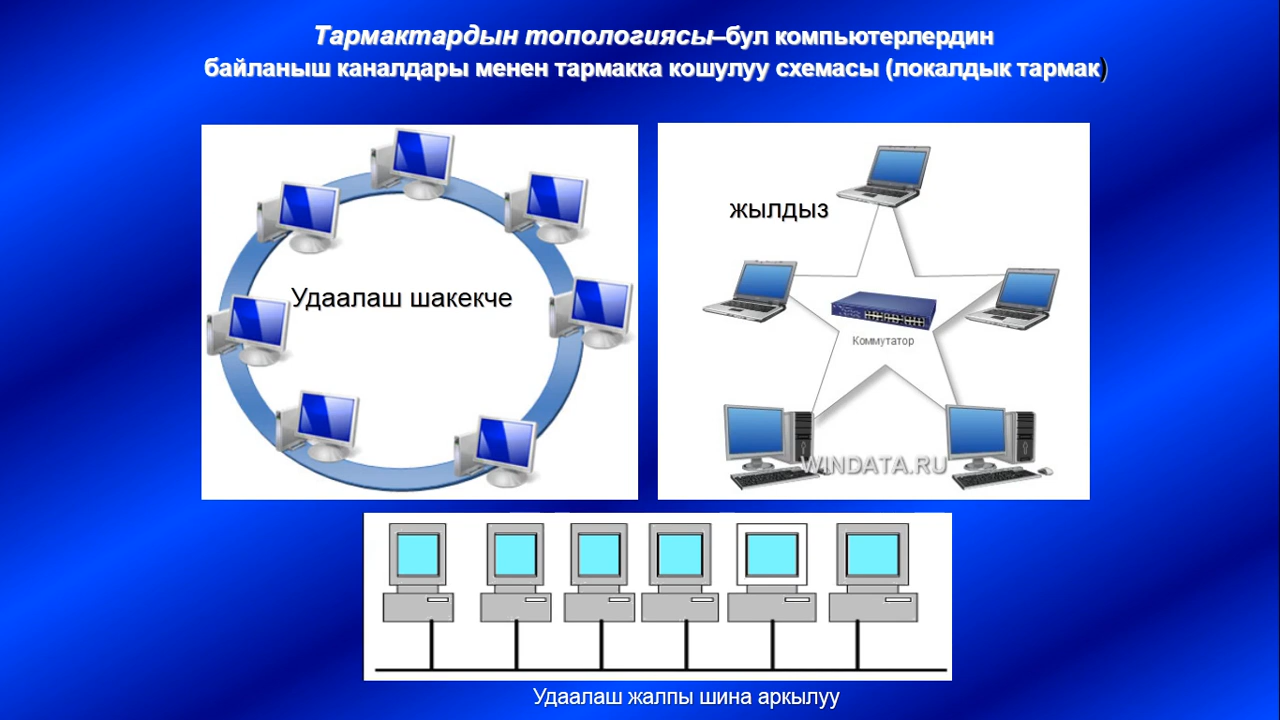 Тармактардын топологиясы–бул компьютерлердин
байланыш каналдары менен тармакка кошулуу схемасы (локалдык тармак)
Удаалаш шакекче
жылдыз
Коммутатор
WINDATA.RU
Удаалаш жалпы шина аркылуу